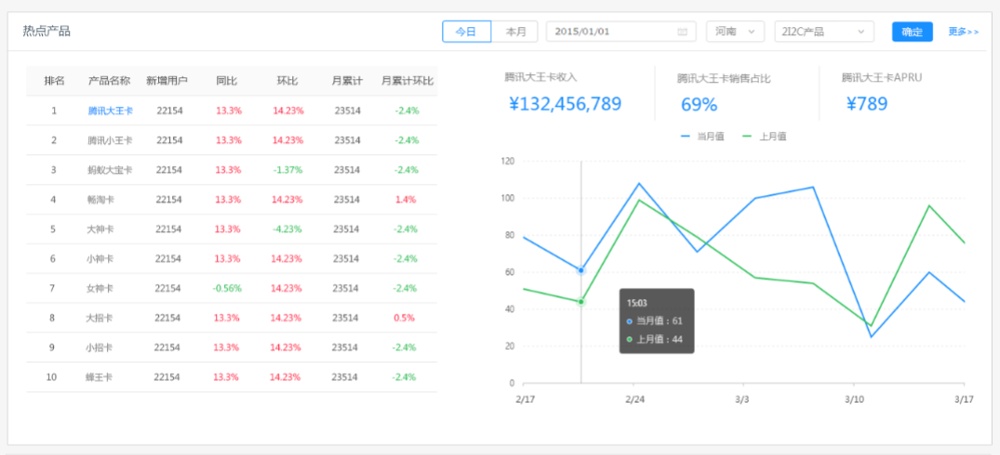 热点产品 今日 本月 2015/01/01 河南 2I2C产品 确定 更多>>
排名 产品名称 新增用户 同比 环比 月累计 月累计环比
1 腾讯大王卡 22154 13.3% 14.23% 23514 -2.4%
2 腾讯小王卡 22154 13.3% 14.23% 23514 -2.4%
3 蚂蚁大宝卡 22154 13.3% -1.37% 23514 -2.4%
4 畅淘卡 22154 13.3% 14.23% 23514 1.4%
5 大神卡 22154 13.3% -4.23% 23514 -2.4%
6 小神卡 22154 13.3% 14.23% 23514 -2.4%
7 女神卡 22154 -0.56% 14.23% 23514 -2.4%
8 大招卡 22154 13.3% 14.23% 23514 0.5%
9 小招卡 22154 13.3% 14.23% 23514 -2.4%
10 蜂王卡 22154 13.3% 14.23% 23514 -2.4%
腾讯大王卡收入 腾讯大王卡销售占比 腾讯大王卡APRU
¥132,456,789 69% ¥789
当月值 上月值
120
100
80
60
40
20
0
15:03
当月值：61
上月值：44
2/17 2/24 3/3 3/10 3/17